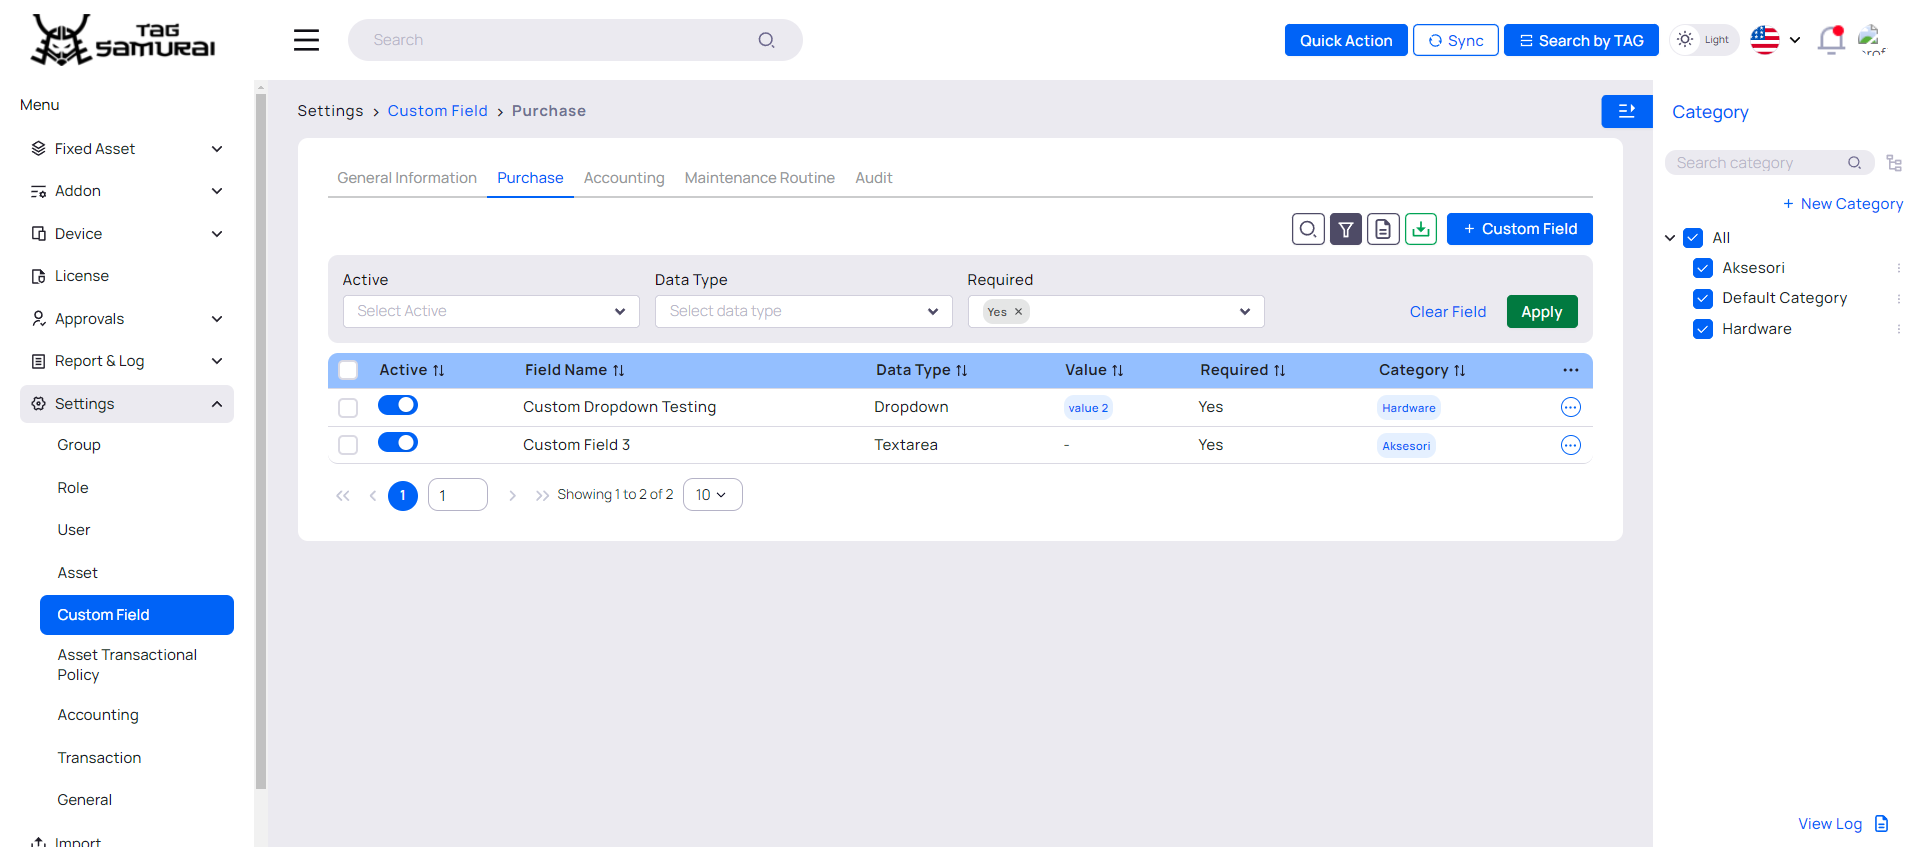 TAG SAMURAI
Search
Quick Action
Sync
Search by TAG
Light
Menu
Fixed Asset
Addon
Device
License
Approvals
Report & Log
Settings
Group
Role
User
Asset
Custom Field
Asset Transactional
Policy
Accounting
Transaction
General
Import
Settings > Custom Field > Purchase
General Information Purchase Accounting Maintenance Routine Audit
+ Custom Field
Active Data Type Required
Select Active Select data type Yes ×
Clear Field Apply
Active Field Name Data Type Value Required Category
Custom Dropdown Testing Dropdown value 2 Yes Hardware
Custom Field 3 Textarea - Yes Aksesori
1 1 Showing 1 to 2 of 2 10
Category
Search category
+ New Category
All
Aksesori
Default Category
Hardware
View Log